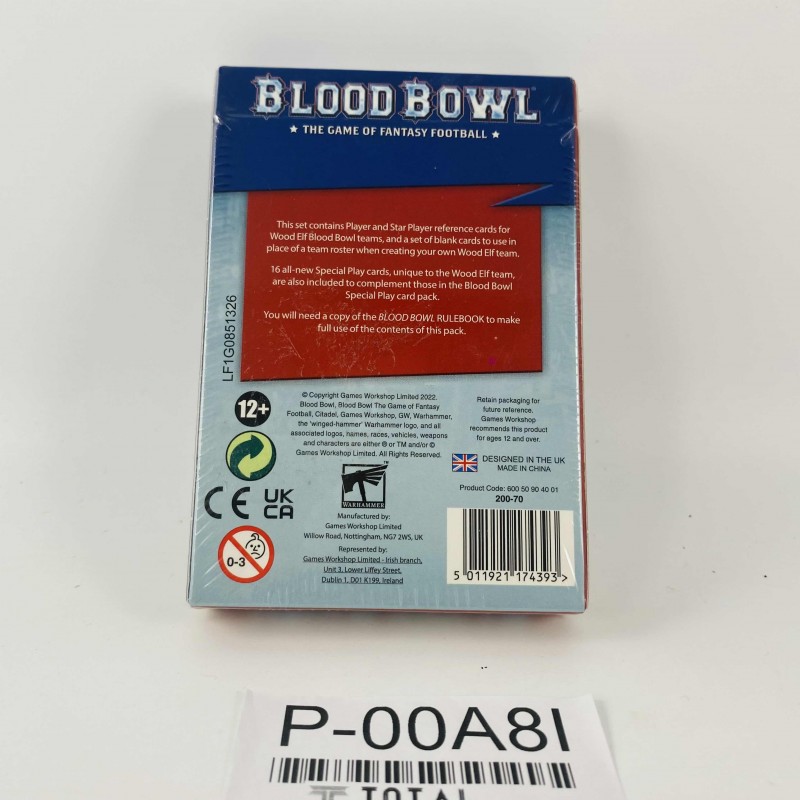 BLOOD BOWL
★ THE GAME OF FANTASY FOOTBALL ★
This set contains Player and Star Player reference cards for
Wood Elf Blood Bowl teams, and a set of blank cards to use in
place of a team roster when creating your own Wood Elf team.
16 all-new Special Play cards, unique to the Wood Elf team,
are also included to complement those in the Blood Bowl
Special Play card pack.
You will need a copy of the BLOOD BOWL RULEBOOK to make
full use of the contents of this pack.
LF1G0851326
12+
© Copyright Games Workshop Limited 2022.
Blood Bowl, Blood Bowl The Game of Fantasy
Football, Citadel, Games Workshop, GW, Warhammer,
the 'winged-hammer' Warhammer logo, and all
associated logos, names, races, vehicles, weapons
and characters are either ® or TM and/or ©
Games Workshop Limited. All Rights Reserved.
Retain packaging for
future reference.
Games Workshop
recommends this product
for ages 12 and over.
DESIGNED IN THE UK
MADE IN CHINA
CE
UK
CA
0-3
WARHAMMER
TM
Product Code: 600 50 90 40 01
200-70
Manufactured by:
Games Workshop Limited
Willow Road, Nottingham, NG7 2WS, UK
Represented by:
Games Workshop Limited - Irish branch,
Unit 3, Lower Liffey Street,
Dublin 1, D01 K199, Ireland
5 011921 174393 >
P-00A8I
TOTAL